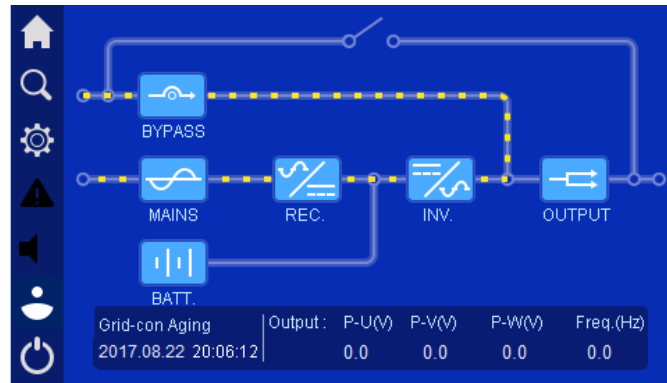 BYPASS
MAINS
REC.
INV.
OUTPUT
BATT.
Grid-con Aging
2017.08.22 20:06:12
Output : P-U(V) P-V(V) P-W(V) Freq.(Hz)
0.0 0.0 0.0 0.0